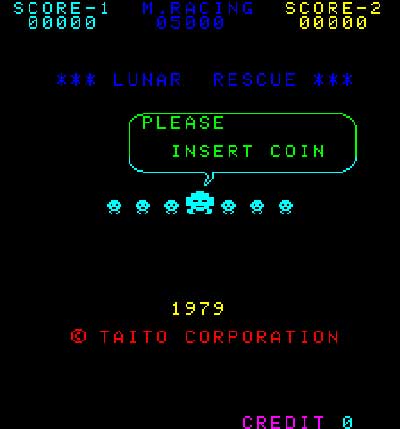 SCORE-1 M.RACING SCORE-2
00000 05000 00000
*** LUNAR RESCUE ***
PLEASE
INSERT COIN
1979
© TAITO CORPORATION
CREDIT 0